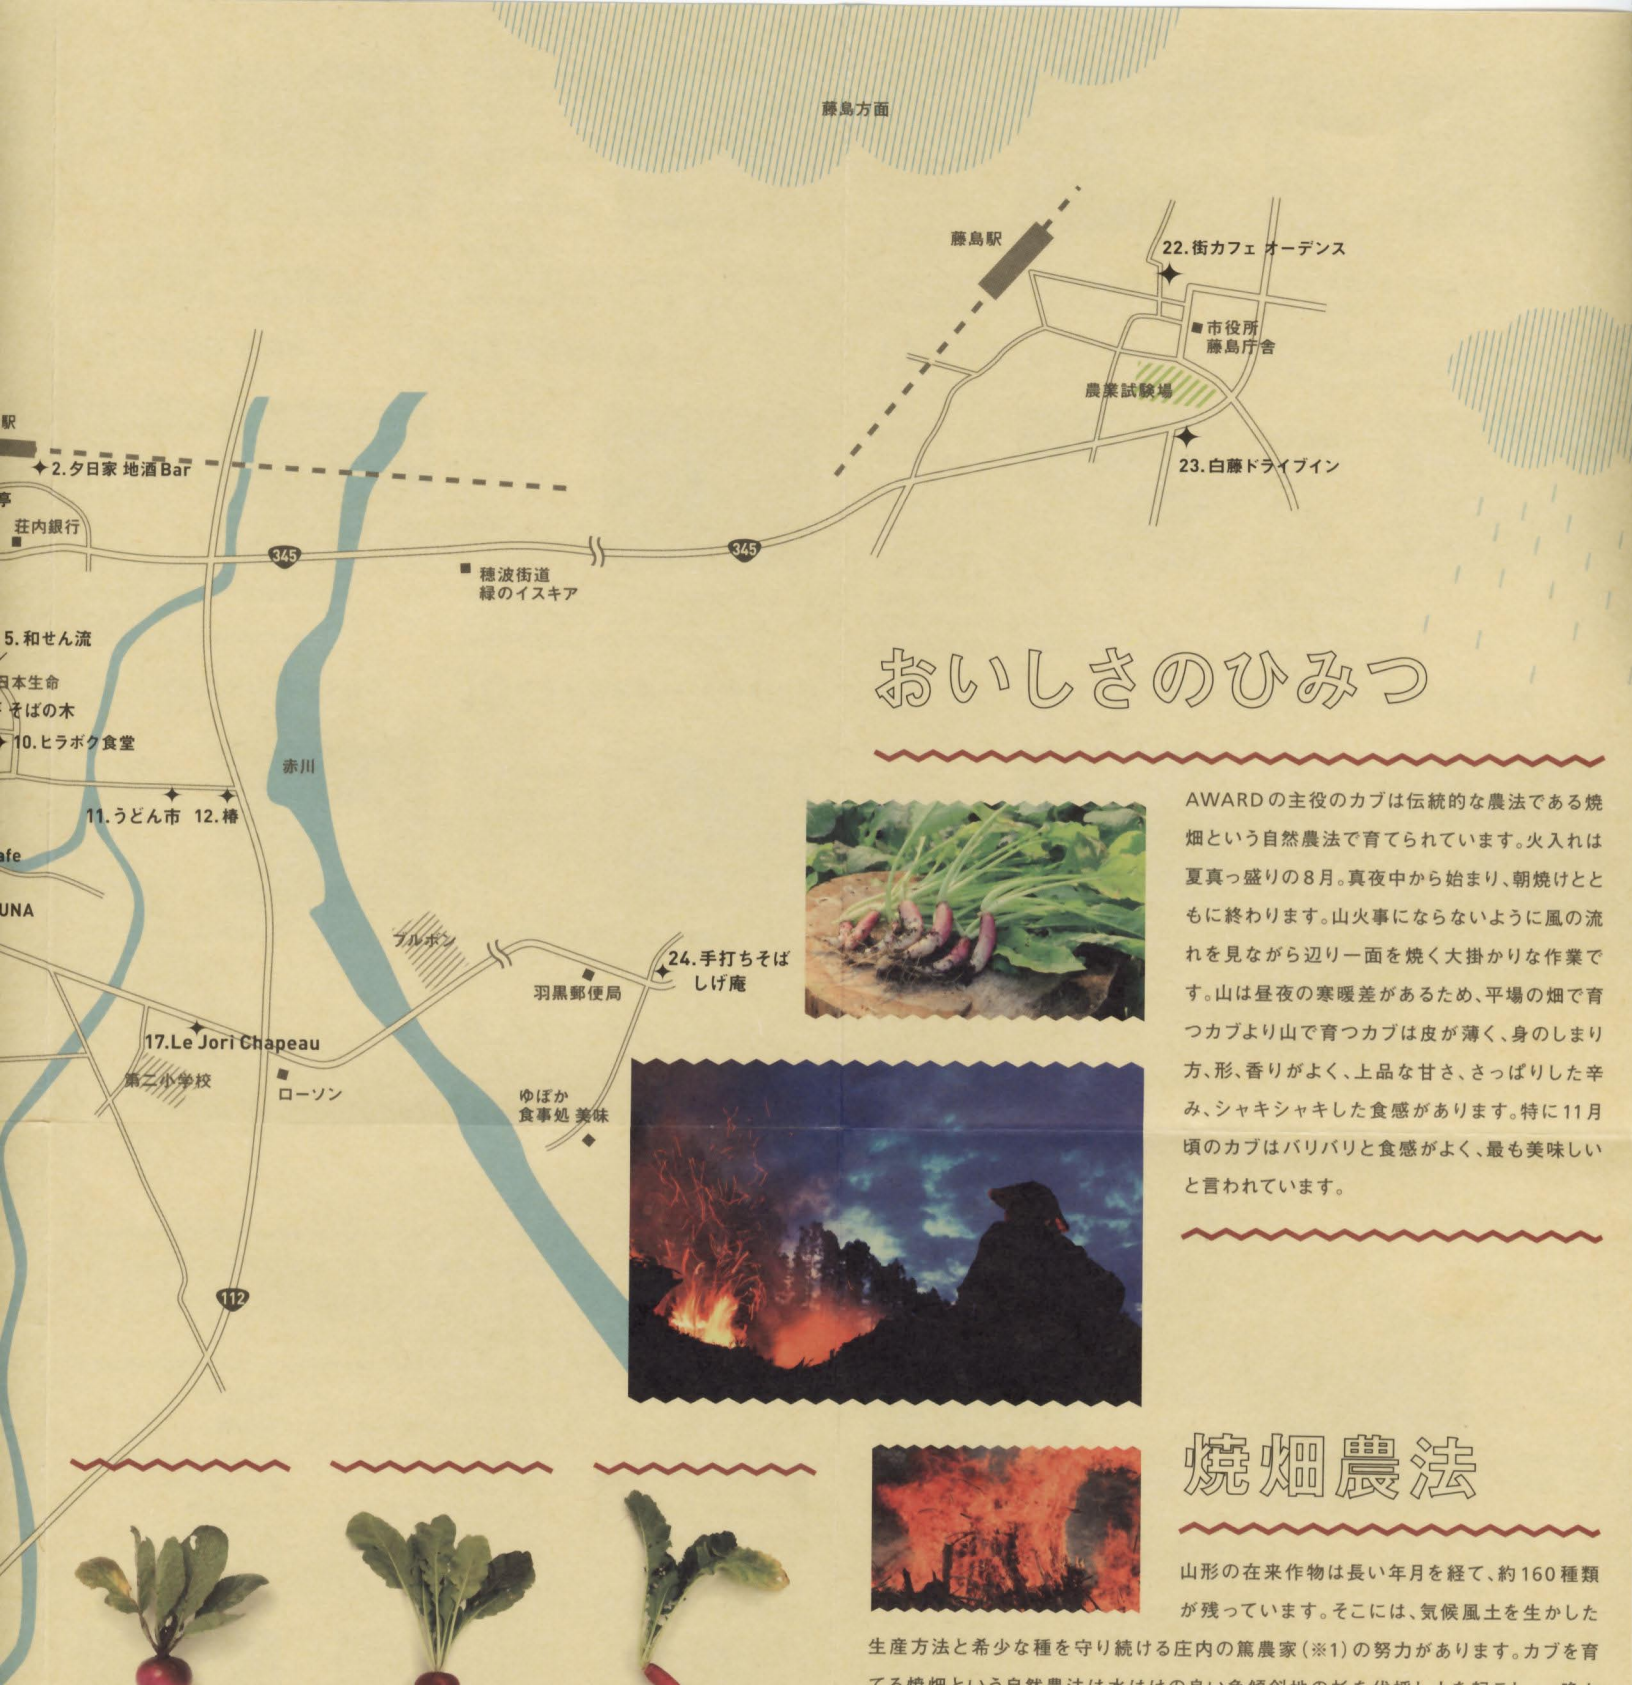 藤島方面
藤島駅
22.街カフェ オーデンス
市役所
藤島庁舎
農業試験場
23.白藤ドライブイン
駅
2.夕日家 地酒Bar
亭
荘内銀行
345
345
穂波街道
緑のイスキア
5.和せん流
日本生命
そばの木
10.ヒラボク食堂
赤川
11.うどん市
12.椿
afe
UNA
ブルボン
羽黒郵便局
24.手打ちそば
しげ庵
17.Le Jori Chapeau
第二小学校
ローソン
ゆぽか
食事処 美味
112
おいしさのひみつ
AWARDの主役のカブは伝統的な農法である焼
畑という自然農法で育てられています。火入れは
夏真っ盛りの8月。真夜中から始まり、朝焼けとと
もに終わります。山火事にならないように風の流
れを見ながら辺り一面を焼く大掛かりな作業で
す。山は昼夜の寒暖差があるため、平場の畑で育
つカブより山で育つカブは皮が薄く、身のしまり
方、形、香りがよく、上品な甘さ、さっぱりした辛
み、シャキシャキした食感があります。特に11月
頃のカブはバリバリと食感がよく、最も美味しい
と言われています。
焼畑農法
山形の在来作物は長い年月を経て、約160種類
が残っています。そこには、気候風土を生かした
生産方法と希少な種を守り続ける庄内の篤農家(※1)の努力があります。カブを育